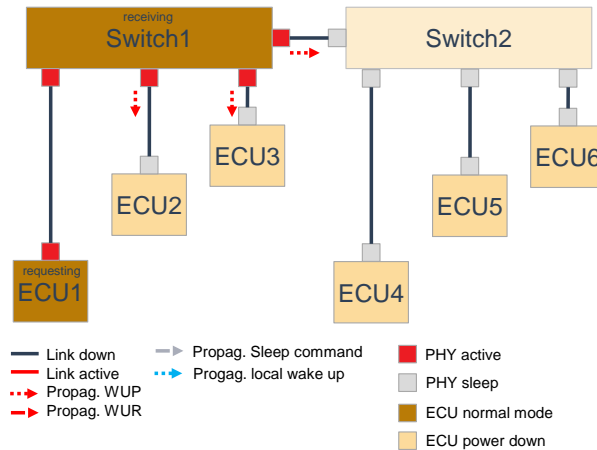 receiving
Switch1
Switch2
ECU3
ECU6
ECU2
ECU5
requesting
ECU1
ECU4
Link down
Link active
Propag. WUP
Propag. WUR
Propag. Sleep command
Progag. local wake up
PHY active
PHY sleep
ECU normal mode
ECU power down